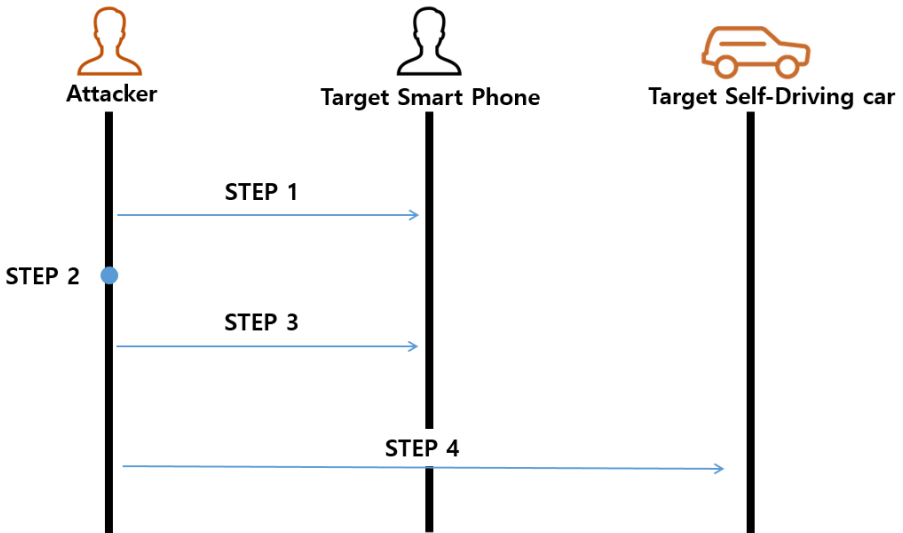 Attacker
Target Smart Phone
Target Self-Driving car
STEP 1
STEP 2
STEP 3
STEP 4